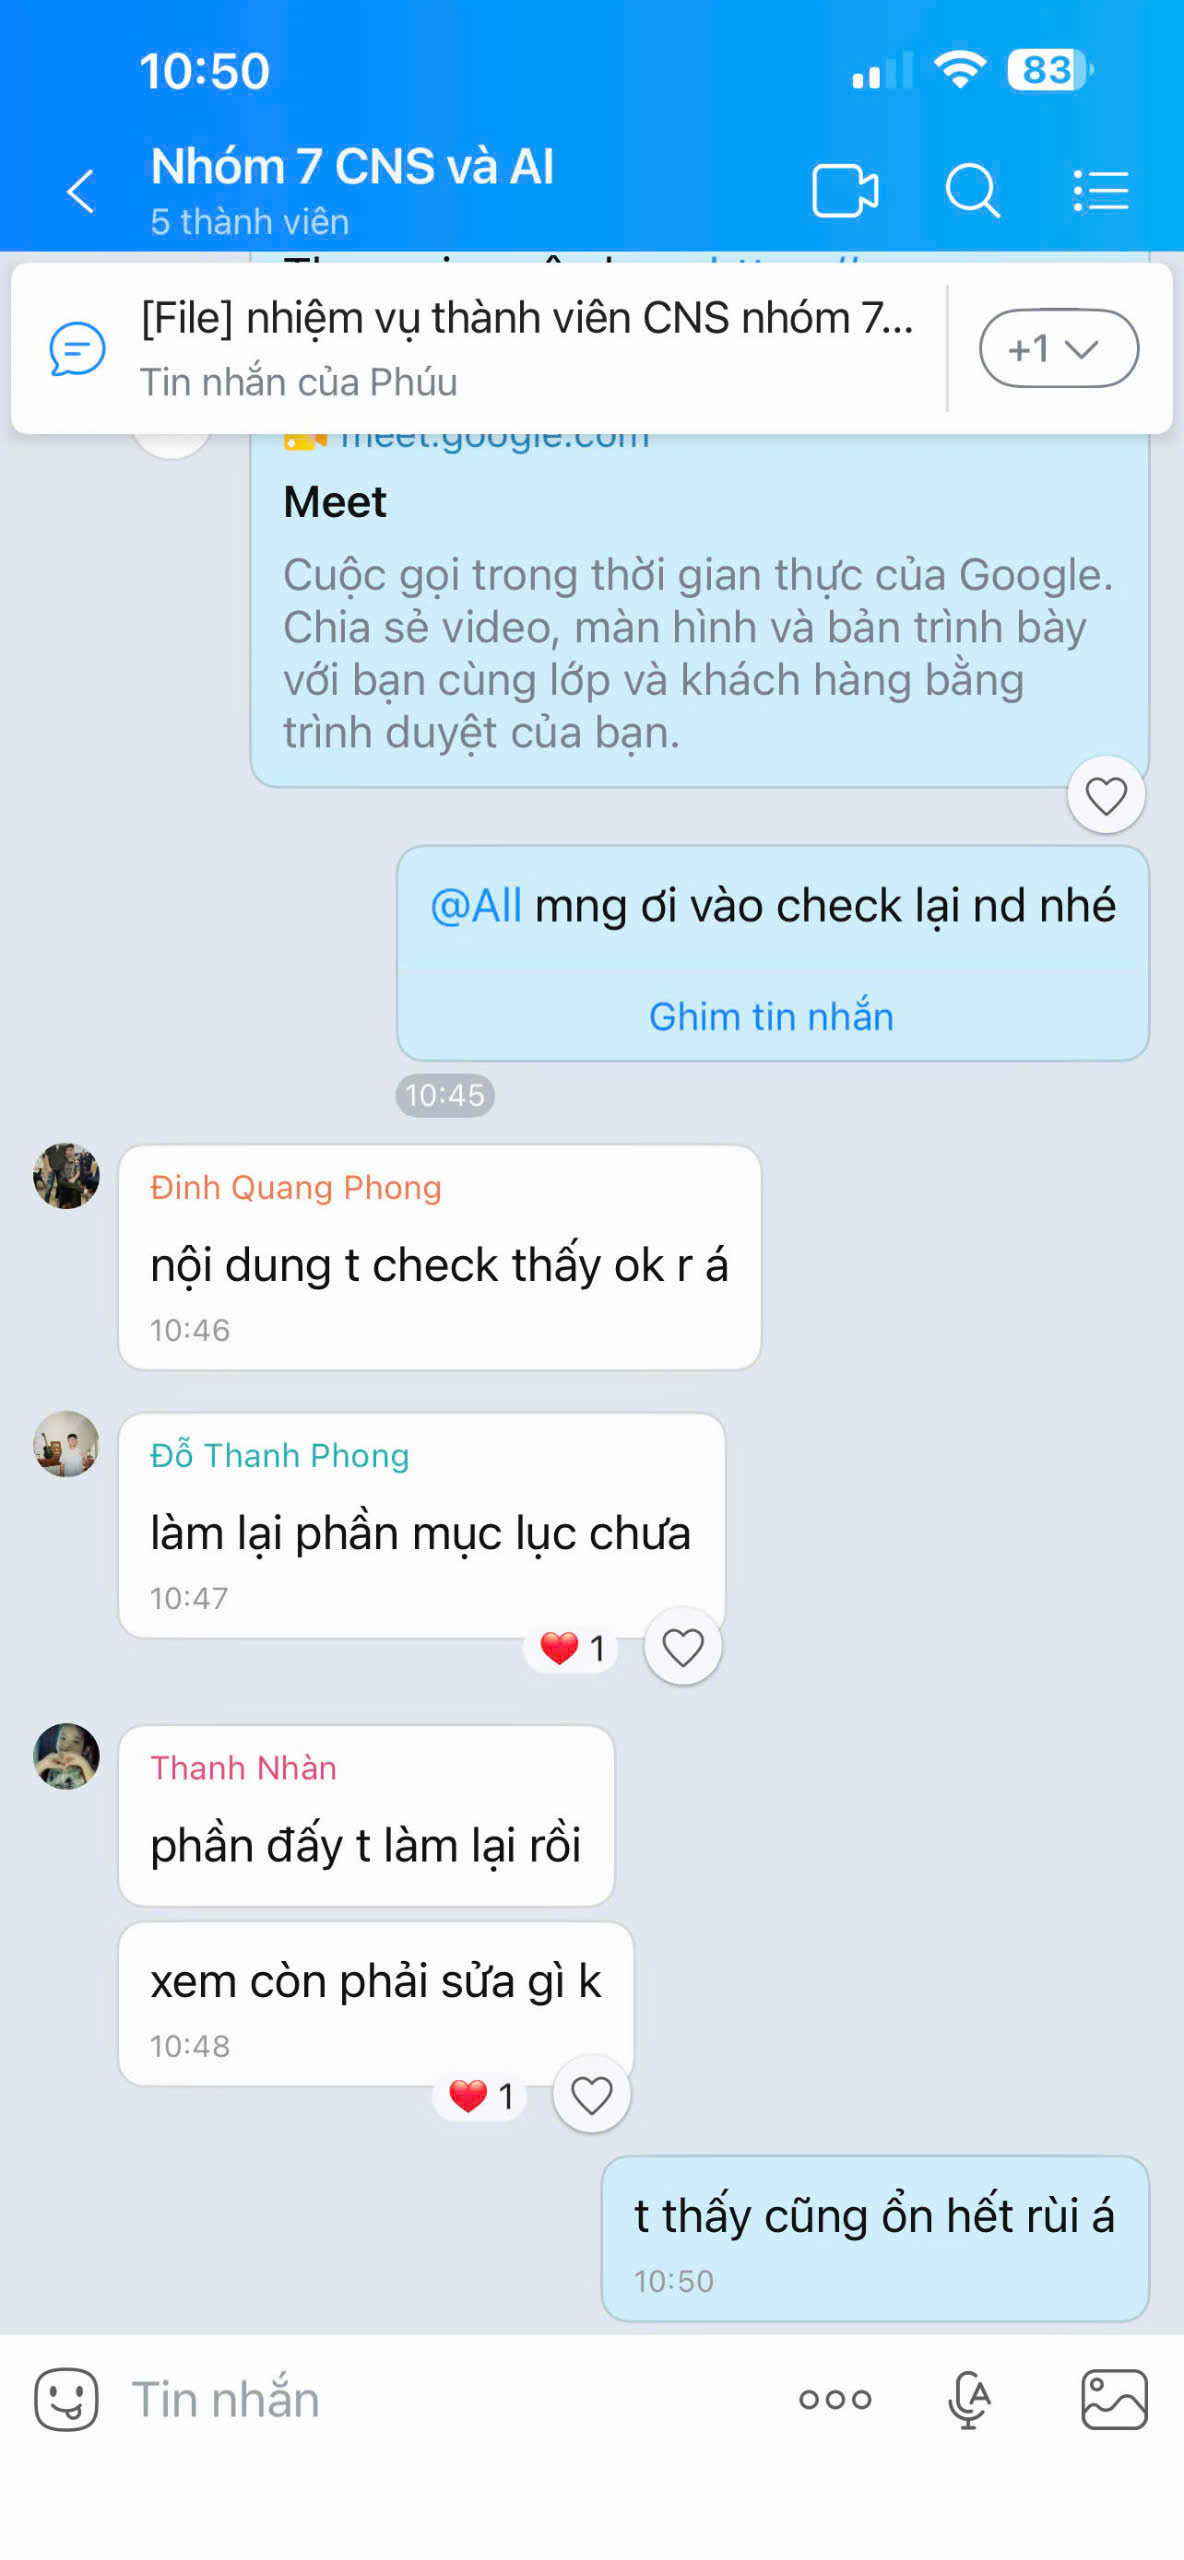 10:50
83
Nhóm 7 CNS và AI
5 thành viên
[File] nhiệm vụ thành viên CNS nhóm 7...
Tin nhắn của Phúu
+1
meet.google.com
Meet
Cuộc gọi trong thời gian thực của Google.
Chia sẻ video, màn hình và bản trình bày
với bạn cùng lớp và khách hàng bằng
trình duyệt của bạn.
@All mng ơi vào check lại nd nhé
Ghim tin nhắn
10:45
Đinh Quang Phong
nội dung t check thấy ok r á
10:46
Đỗ Thanh Phong
làm lại phần mục lục chưa
10:47
1
Thanh Nhàn
phần đấy t làm lại rồi
xem còn phải sửa gì k
10:48
1
t thấy cũng ổn hết rùi á
10:50
Tin nhắn